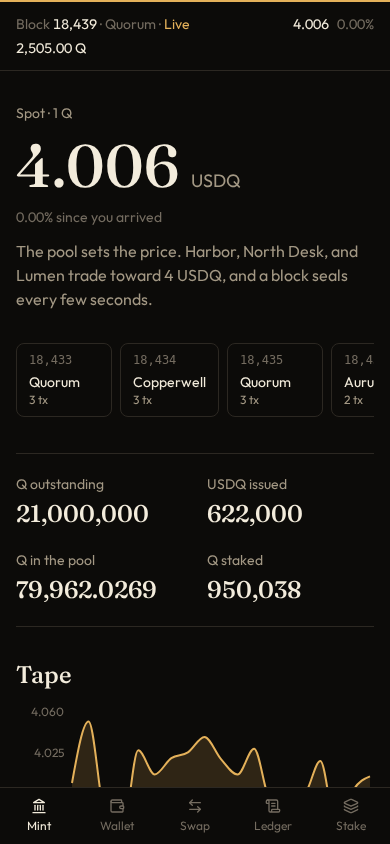 Block 18,439 · Quorum · Live
4.006 0.00%
2,505.00 Q
Spot · 1 Q
4.006 USDQ
0.00% since you arrived
The pool sets the price. Harbor, North Desk, and
Lumen trade toward 4 USDQ, and a block seals
every few seconds.
18,433 18,434 18,435 18,4
Quorum Copperwell Quorum Auru
3 tx 3 tx 3 tx 2 tx
Q outstanding USDQ issued
21,000,000 622,000
Q in the pool Q staked
79,962.0269 950,038
Tape
4.060
4.025
Mint Wallet Swap Ledger Stake